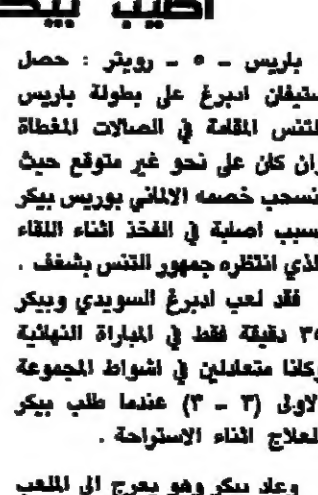 اصيب بيك
باريس - ٥ - رويتر : حصل
ستيفان ادبرغ على بطولة باريس
للتنس المقامة في الصالات المغطاة
وان كان على نحو غير متوقع حيث
انسحب خصمه الالماني بوريس بيكر
بسبب اصابة في الفخذ اثناء اللقاء
الذي انتظره جمهور التنس بشغف .
فقد لعب ادبرغ السويدي وبيكر
دقيقة فقط في المباراة النهائية
وكانا متعادلين في اشواط المجموعة
الاولى (٣ - ٣) عندما طلب بيكر
العلاج اثناء الاستراحة .
وعاد بيكر وهو يعرج الى الملعب